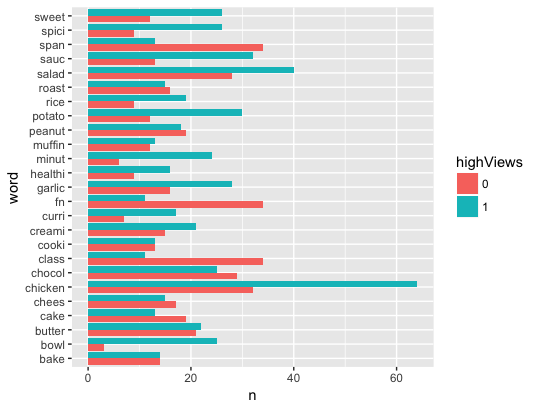 sweet
spici
span
sauc
salad
roast
rice
potato
peanut
muffin
minut
healthi
garlic
fn
curri
creami
cooki
class
chocol
chicken
chees
cake
butter
bowl
bake
word
0 20 40 60
n
highViews
0
1